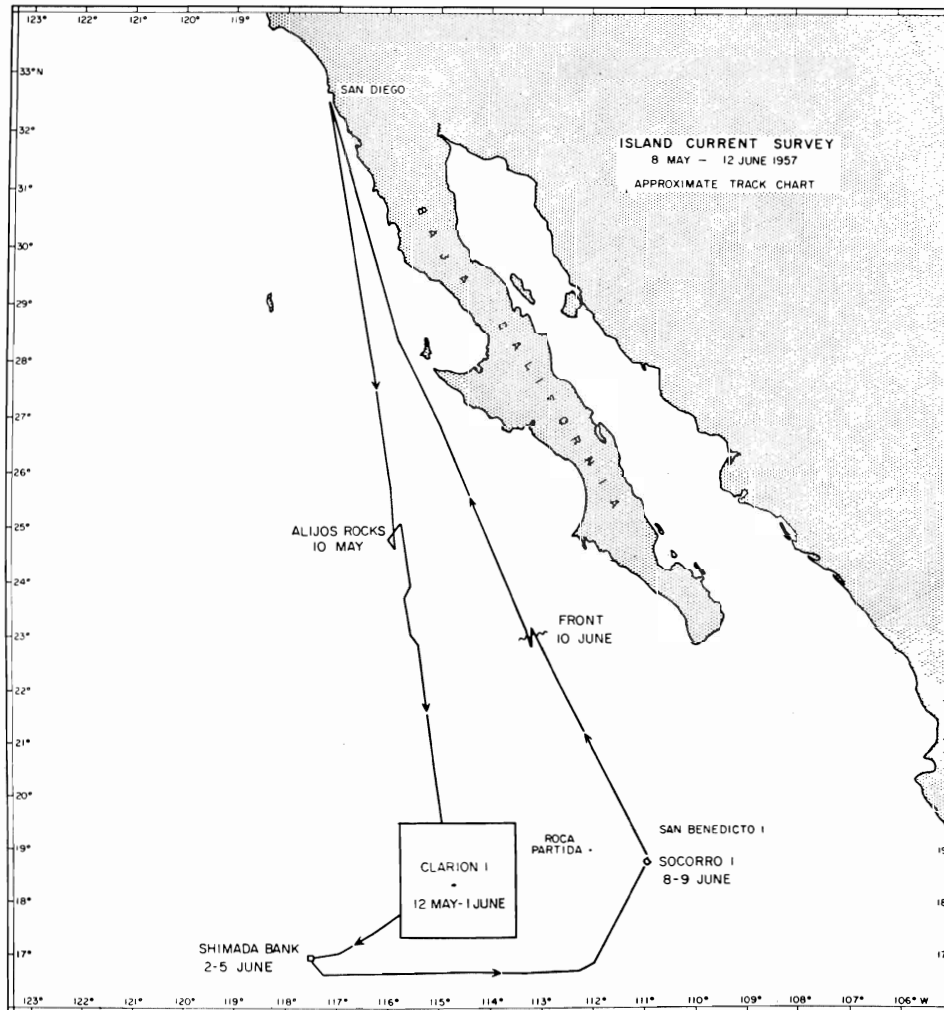 123° 122° 121° 120° 119°
33°N
32°
31°
30°
29°
28°
27°
26°
25°
24°
23°
22°
21°
20°
19°
18°
17°
SAN DIEGO
ISLAND CURRENT SURVEY
8 MAY – 12 JUNE 1957
APPROXIMATE TRACK CHART
BAJA CALIFORNIA
ALIJOS ROCKS
10 MAY
FRONT
10 JUNE
ROCA
PARTIDA
SAN BENEDICTO I
CLARION I
12 MAY-1 JUNE
SOCORRO I
8-9 JUNE
SHIMADA BANK
2-5 JUNE
19
18
17
123° 122° 121° 120° 119° 118° 117° 116° 115° 114° 113° 112° 111° 110° 109° 108° 107° 106° W